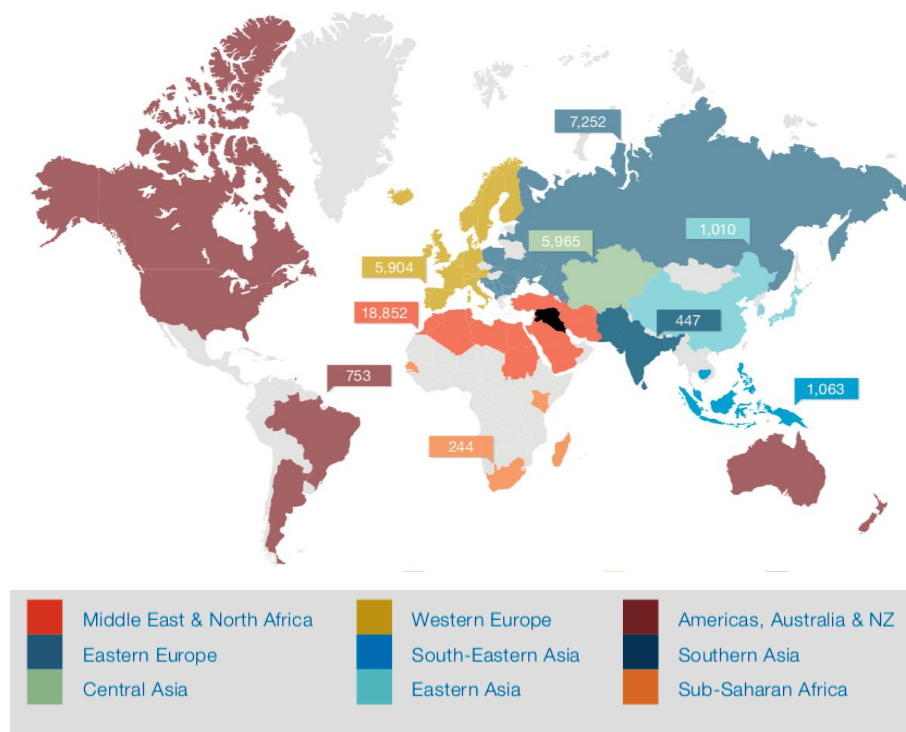 7,252
1,010
5,965
5,904
18,852
447
753
1,063
244
Middle East & North Africa
Western Europe
Americas, Australia & NZ
Eastern Europe
South-Eastern Asia
Southern Asia
Central Asia
Eastern Asia
Sub-Saharan Africa